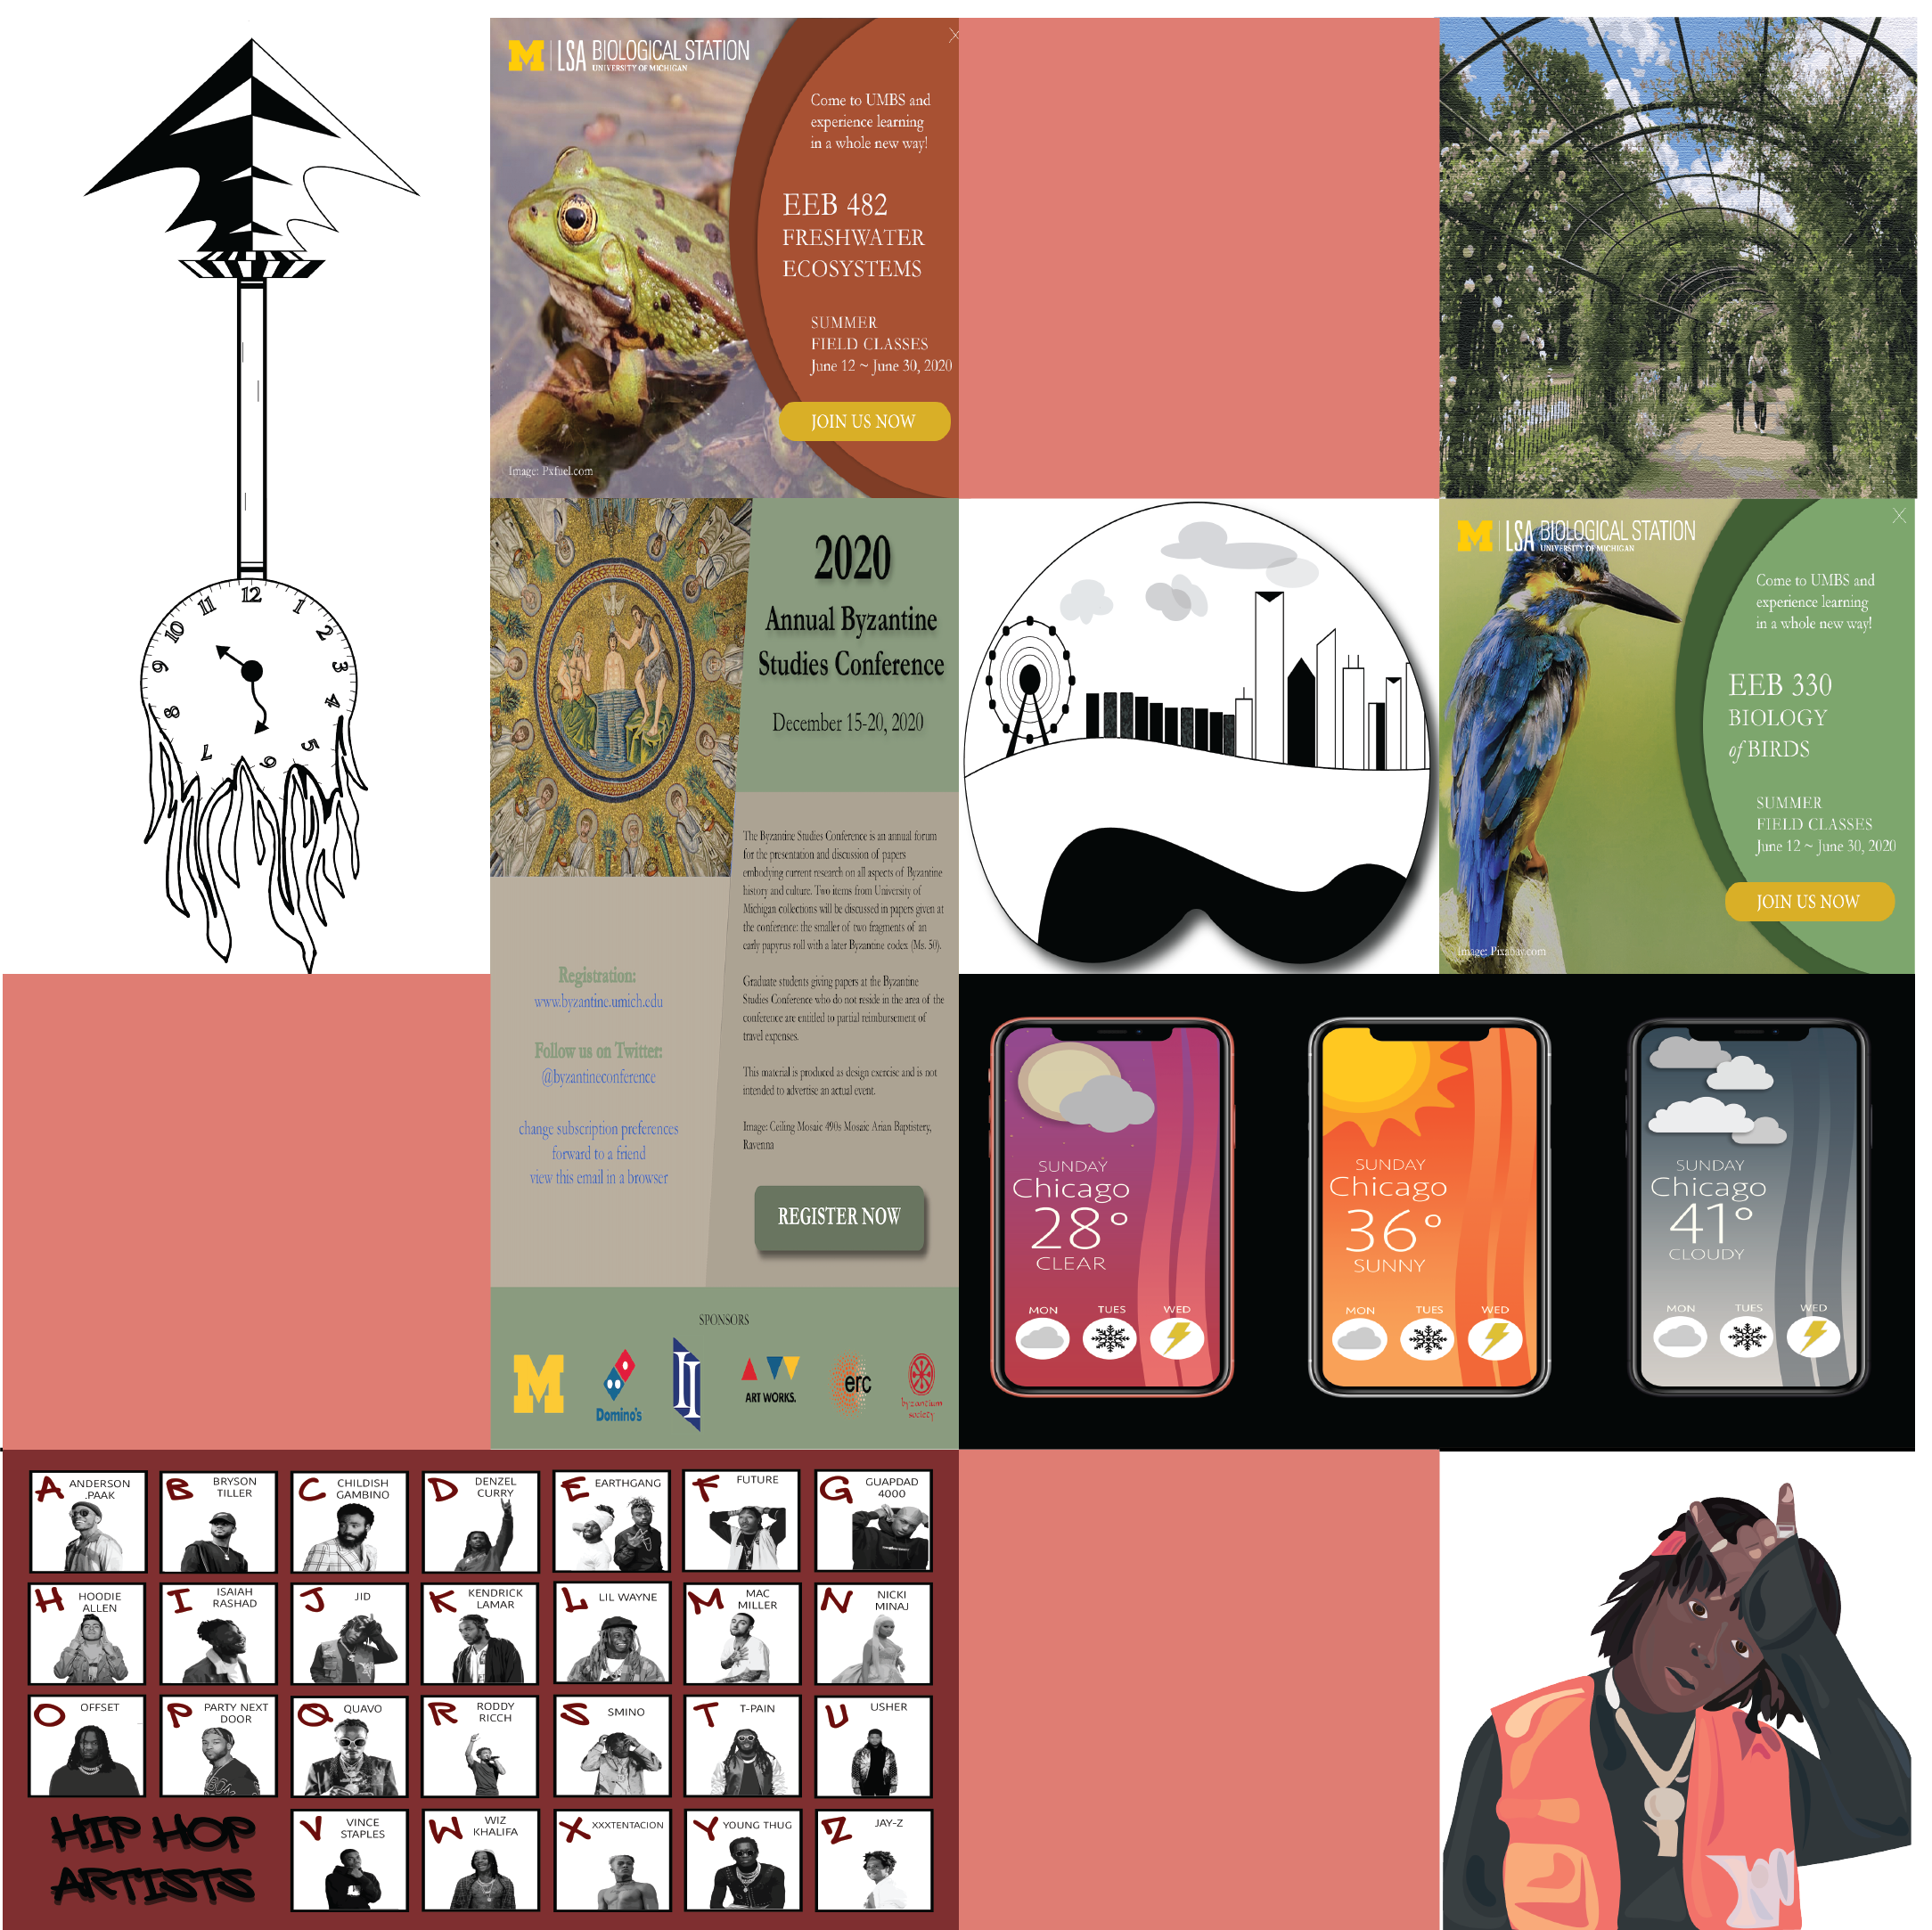 12
1
2
3
4
5
6
7
8
9
10
11
M | LSA BIOLOGICAL STATION
UNIVERSITY OF MICHIGAN
X
Come to UMBS and
experience learning
in a whole new way!
EEB 482
FRESHWATER
ECOSYSTEMS
SUMMER
FIELD CLASSES
June 12 ~ June 30, 2020
JOIN US NOW
Image: Pxfuel.com
2020
Annual Byzantine
Studies Conference
December 15-20, 2020
The Byzantine Studies Conference is an annual forum
for the presentation and discussion of papers
embodying current research on all aspects of Byzantine
history and culture. Two items from University of
Michigan collections will be discussed in papers given at
the conference: the smaller of two fragments of an
early papyrus roll with a later Byzantine codex (Ms. 50).
Graduate students giving papers at the Byzantine
Studies Conference who do not reside in the area of the
conference are entitled to partial reimbursement of
travel expenses.
This material is produced as design exercise and is not
intended to advertise an actual event.
Image: Ceiling Mosaic 490s Mosaic Arian Baptistery,
Ravenna
Registration:
www.byzantine.umich.edu
Follow us on Twitter:
@byzantineconference
change subscription preferences
forward to a friend
view this email in a browser
REGISTER NOW
SPONSORS
M
Domino's
ART WORKS.
erc
byzantium
society
M | LSA BIOLOGICAL STATION
UNIVERSITY OF MICHIGAN
X
Come to UMBS and
experience learning
in a whole new way!
EEB 330
BIOLOGY
of BIRDS
SUMMER
FIELD CLASSES
June 12 ~ June 30, 2020
JOIN US NOW
Image: Pixabay.com
SUNDAY
Chicago
28°
CLEAR
MON TUES WED
SUNDAY
Chicago
36°
SUNNY
MON TUES WED
SUNDAY
Chicago
41°
CLOUDY
MON TUES WED
A ANDERSON
.PAAK
B BRYSON
TILLER
C CHILDISH
GAMBINO
D DENZEL
CURRY
E EARTHGANG
F FUTURE
G GUAPDAD
4000
H HOODIE
ALLEN
I ISAIAH
RASHAD
J JID
K KENDRICK
LAMAR
L LIL WAYNE
M MAC
MILLER
N NICKI
MINAJ
O OFFSET
P PARTY NEXT
DOOR
Q QUAVO
R RODDY
RICCH
S SMINO
T T-PAIN
U USHER
HIP HOP
ARTISTS
V VINCE
STAPLES
W WIZ
KHALIFA
X XXXTENTACION
Y YOUNG THUG
Z JAY-Z